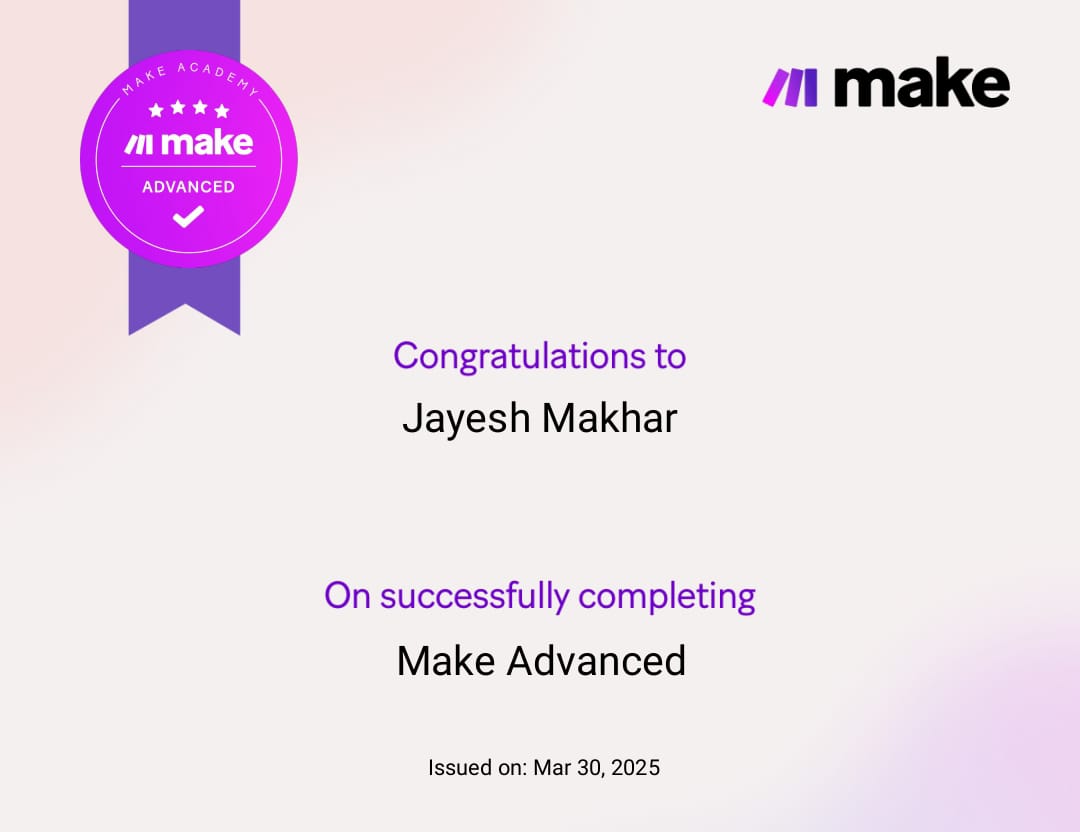 MAKE ACADEMY
make
ADVANCED
make
Congratulations to
Jayesh Makhar
On successfully completing
Make Advanced
Issued on: Mar 30, 2025